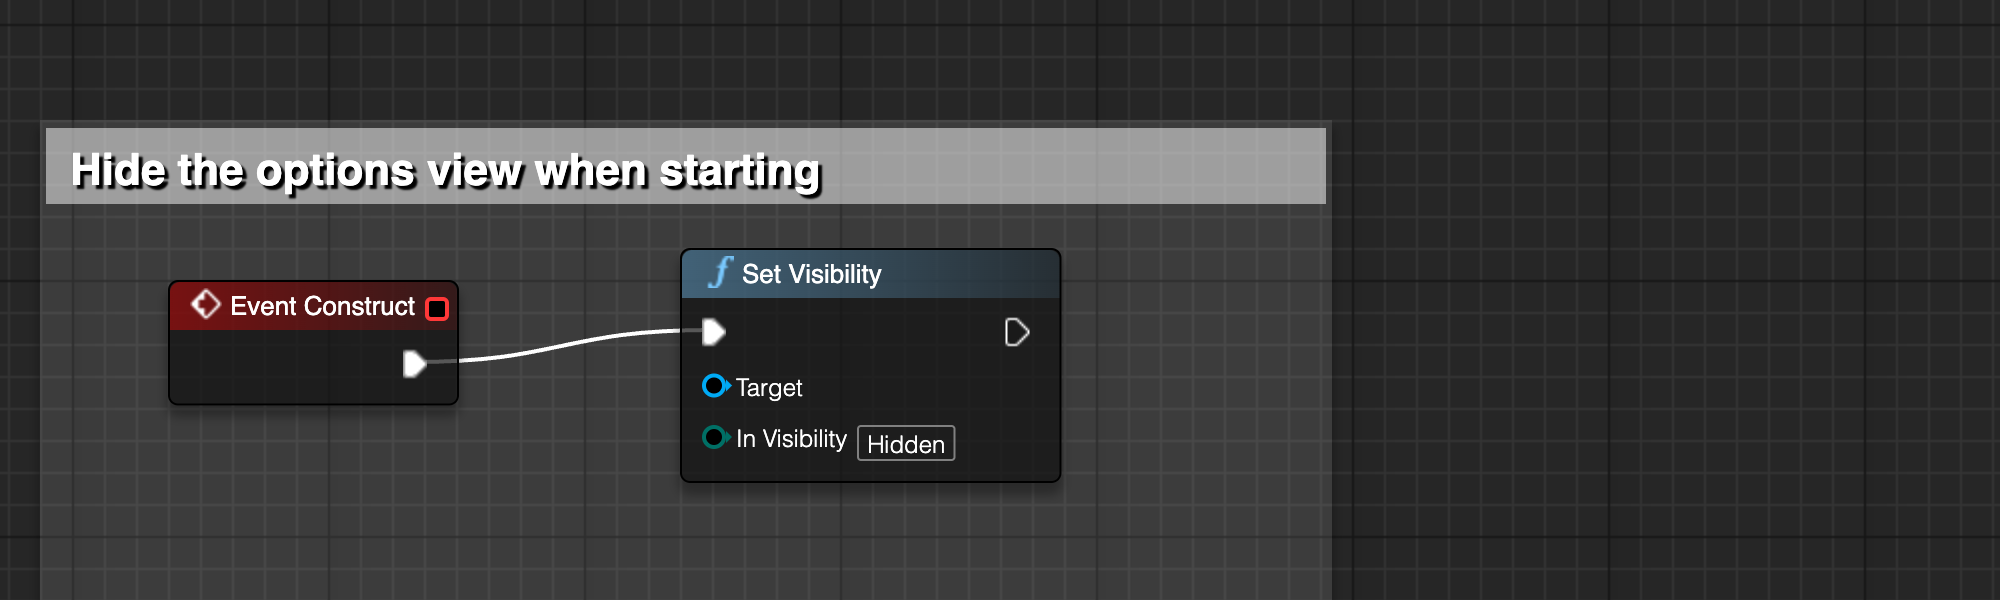 Hide the options view when starting
Event Construct
Set Visibility
Target
In Visibility Hidden